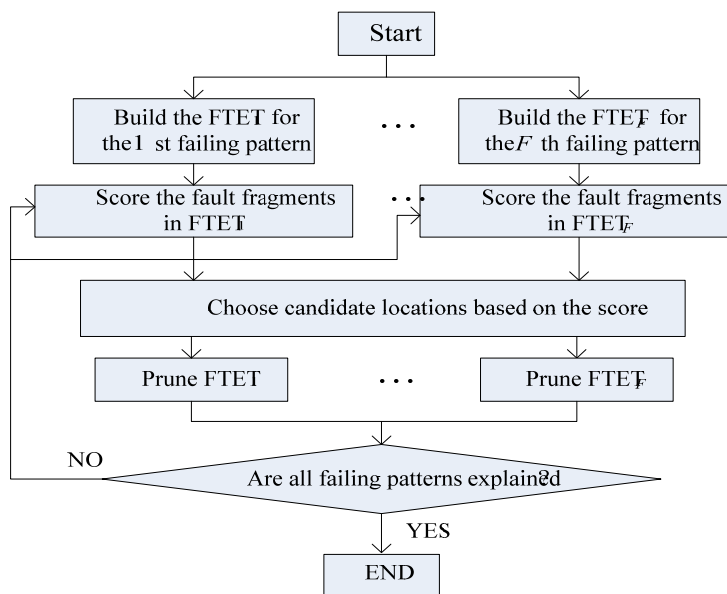 Start
Build the FTET1 for
the 1 st failing pattern
...
Build the FTETF for
the F th failing pattern
Score the fault fragments
in FTET1
...
Score the fault fragments
in FTETF
Choose candidate locations based on the score
Prune FTET
...
Prune FTETF
NO
Are all failing patterns explained?
YES
END